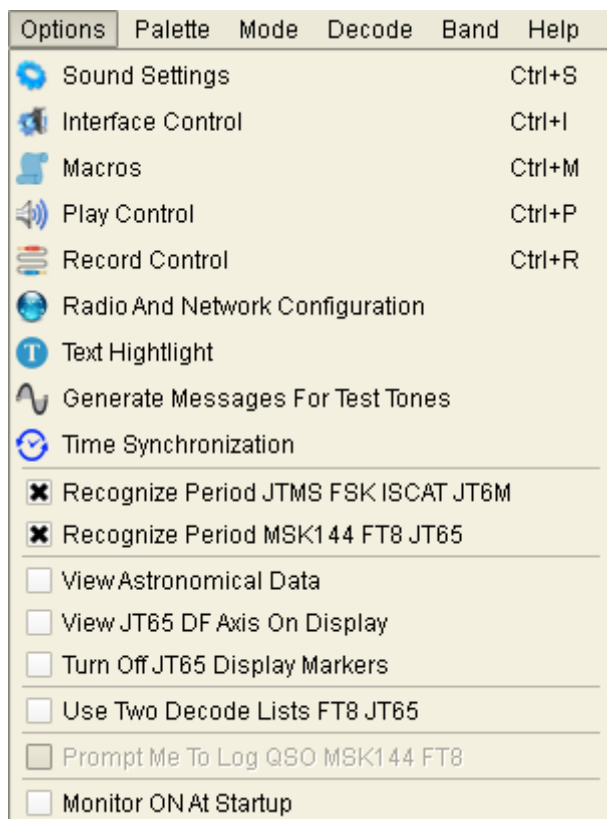 Options Palette Mode Decode Band Help
Sound Settings Ctrl+S
Interface Control Ctrl+I
Macros Ctrl+M
Play Control Ctrl+P
Record Control Ctrl+R
Radio And Network Configuration
T Text Hightlight
Generate Messages For Test Tones
Time Synchronization
Recognize Period JTMS FSK ISCAT JT6M
Recognize Period MSK144 FT8 JT65
View Astronomical Data
View JT65 DF Axis On Display
Turn Off JT65 Display Markers
Use Two Decode Lists FT8 JT65
Prompt Me To Log QSO MSK144 FT8
Monitor ON At Startup